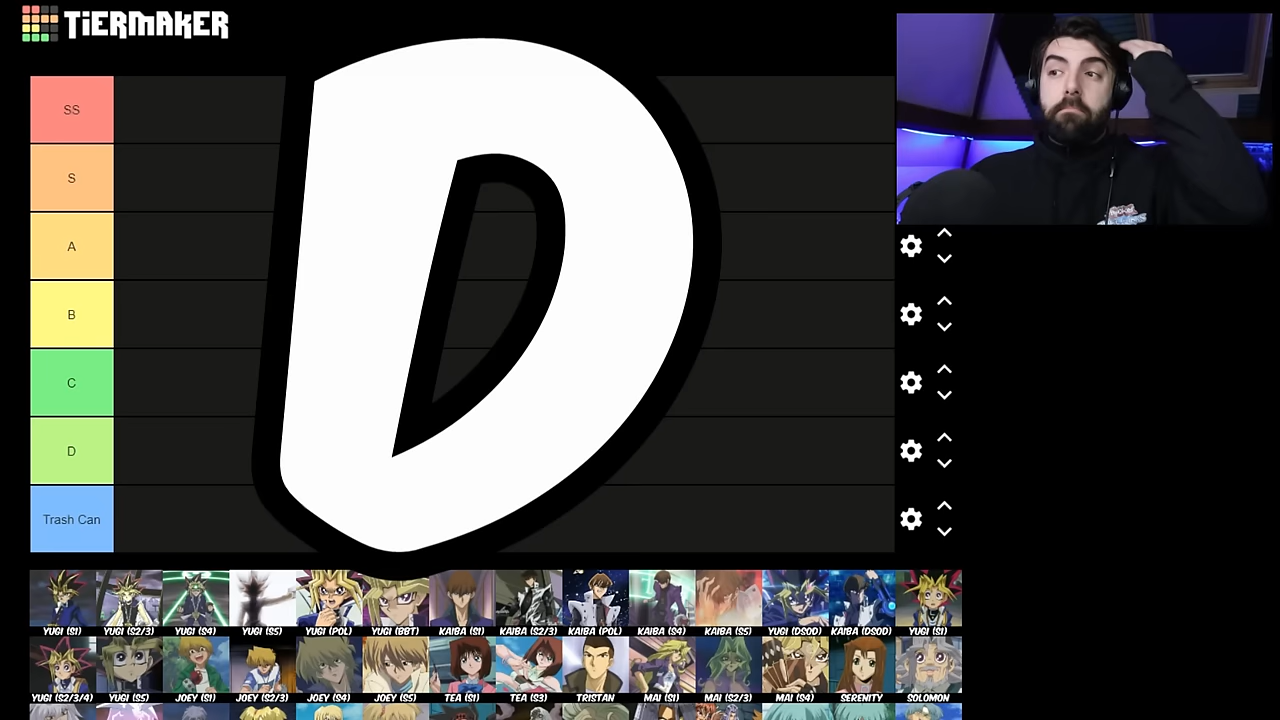 TiERMAKER
D
SS
S
A
B
C
D
Trash Can
YUGI (S1) YUGI (S2/3) YUGI (S4) YUGI (S5) YUGI (POL) YUGI (BBT) KAIBA (S1) KAIBA (S2/3) KAIBA (POL) KAIBA (S4) KAIBA (S5) YUGI (DSOD) KAIBA (DSOD) YUGI (S1)
YUGI (S2/3/4) YUGI (S5) JOEY (S1) JOEY (S2/3) JOEY (S4) JOEY (S5) TEA (S1) TEA (S3) TRISTAN MAI (S1) MAI (S2/3) MAI (S4) SERENITY SOLOMON